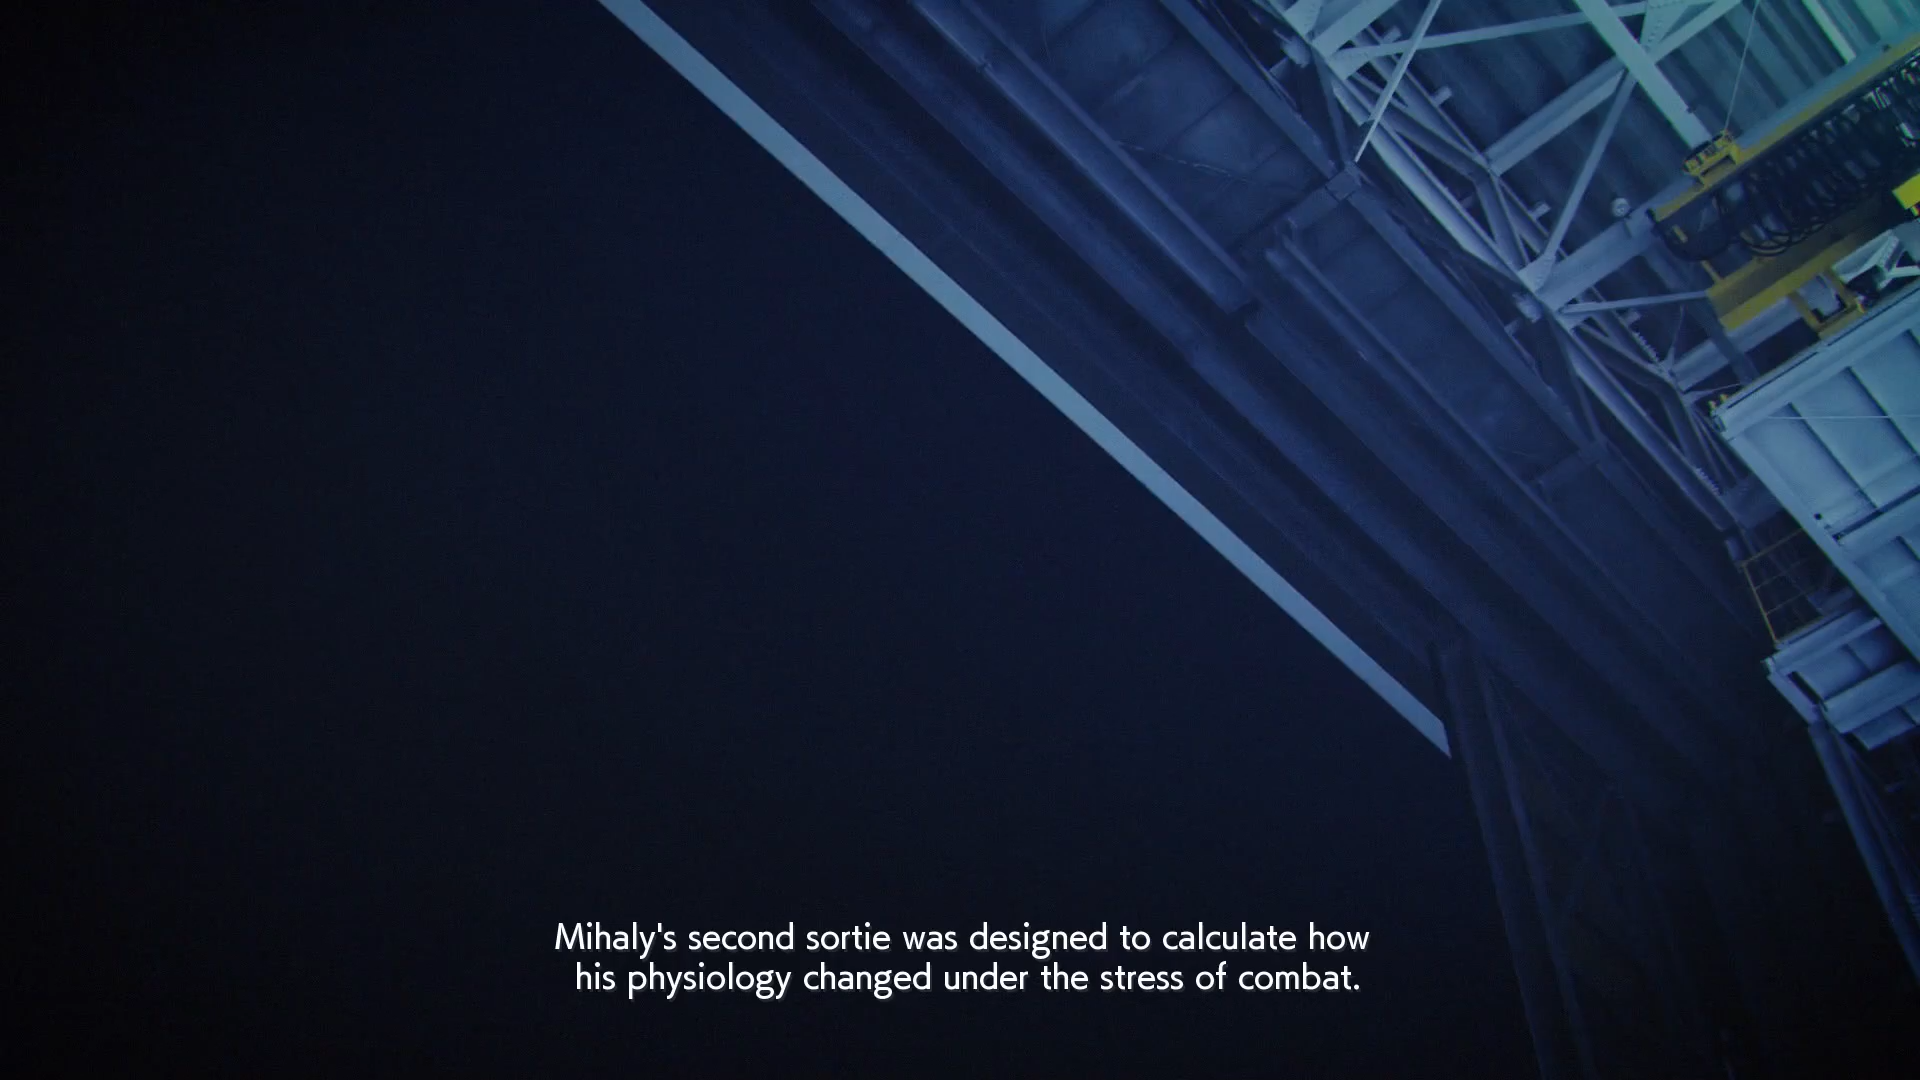 Mihaly's second sortie was designed to calculate how
his physiology changed under the stress of combat.